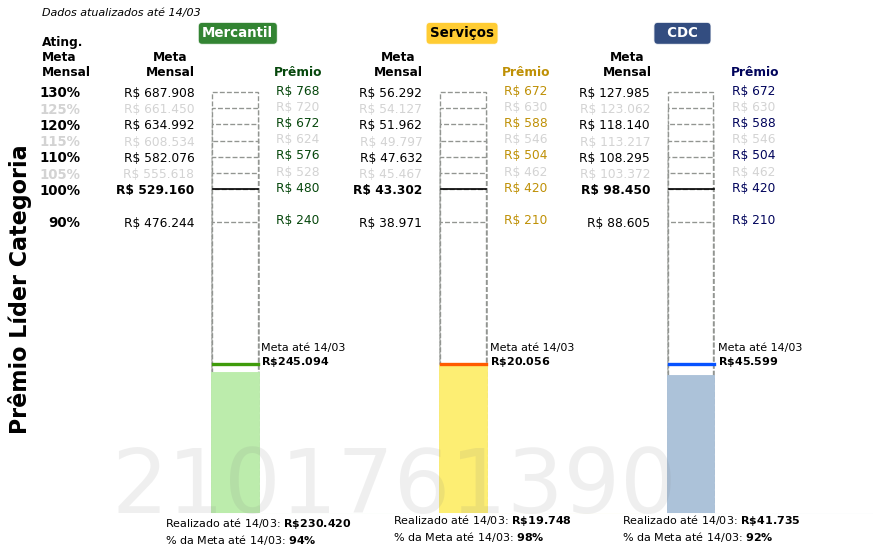 Dados atualizados até 14/03
Mercantil Serviços CDC
Ating. Meta Mensal Meta Mensal Prêmio Meta Mensal Prêmio Meta Mensal Prêmio
130% R$ 687.908 R$ 768 R$ 56.292 R$ 672 R$ 127.985 R$ 672
125% R$ 661.450 R$ 720 R$ 54.127 R$ 630 R$ 123.062 R$ 630
120% R$ 634.992 R$ 672 R$ 51.962 R$ 588 R$ 118.140 R$ 588
115% R$ 608.534 R$ 624 R$ 49.797 R$ 546 R$ 113.217 R$ 546
110% R$ 582.076 R$ 576 R$ 47.632 R$ 504 R$ 108.295 R$ 504
105% R$ 555.618 R$ 528 R$ 45.467 R$ 462 R$ 103.372 R$ 462
100% R$ 529.160 R$ 480 R$ 43.302 R$ 420 R$ 98.450 R$ 420
90% R$ 476.244 R$ 240 R$ 38.971 R$ 210 R$ 88.605 R$ 210
Prêmio Líder Categoria
Meta até 14/03 Meta até 14/03 Meta até 14/03
R$245.094 R$20.056 R$45.599
2101761390
Realizado até 14/03: R$230.420 Realizado até 14/03: R$19.748 Realizado até 14/03: R$41.735
% da Meta até 14/03: 94% % da Meta até 14/03: 98% % da Meta até 14/03: 92%